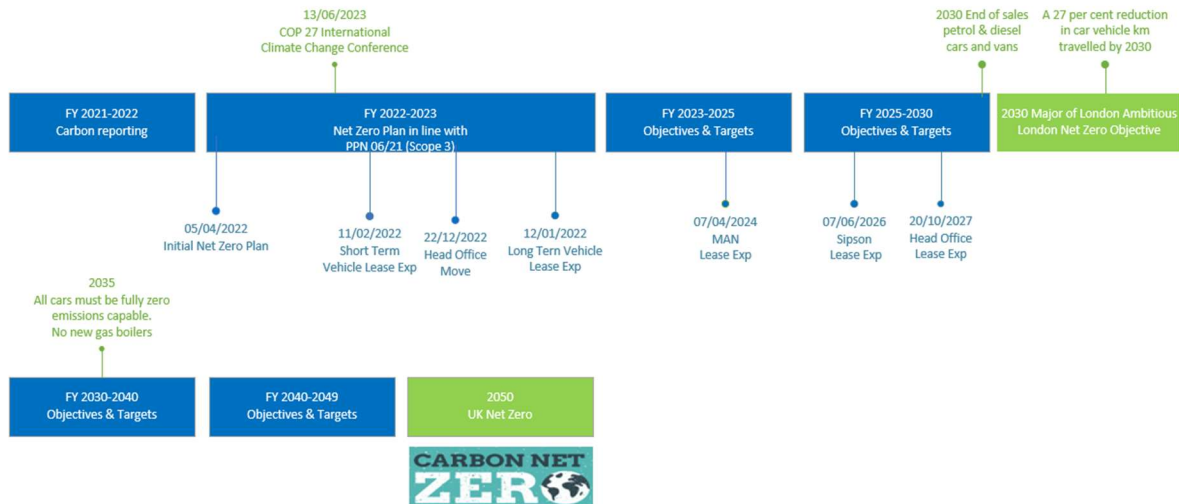 13/06/2023
COP 27 International
Climate Change Conference
2030 End of sales
petrol & diesel
cars and vans
A 27 per cent reduction
in car vehicle km
travelled by 2030
FY 2021-2022
Carbon reporting
FY 2022-2023
Net Zero Plan in line with
PPN 06/21 (Scope 3)
FY 2023-2025
Objectives & Targets
FY 2025-2030
Objectives & Targets
2030 Major of London Ambitious
London Net Zero Objective
05/04/2022
Initial Net Zero Plan
11/02/2022
Short Term
Vehicle Lease Exp
22/12/2022
Head Office
Move
12/01/2022
Long Tern Vehicle
Lease Exp
07/04/2024
MAN
Lease Exp
07/06/2026
Sipson
Lease Exp
20/10/2027
Head Office
Lease Exp
2035
All cars must be fully zero
emissions capable.
No new gas boilers
FY 2030-2040
Objectives & Targets
FY 2040-2049
Objectives & Targets
2050
UK Net Zero
CARBON NET
ZERO